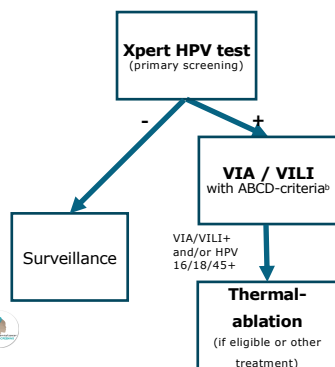 Xpert HPV test
(primary screening)
-
+
VIA / VILI
with ABCD-criteriaᵇ
Surveillance
VIA/VILI+
and/or HPV
16/18/45+
Thermal-
ablation
(if eligible or other
treatment)